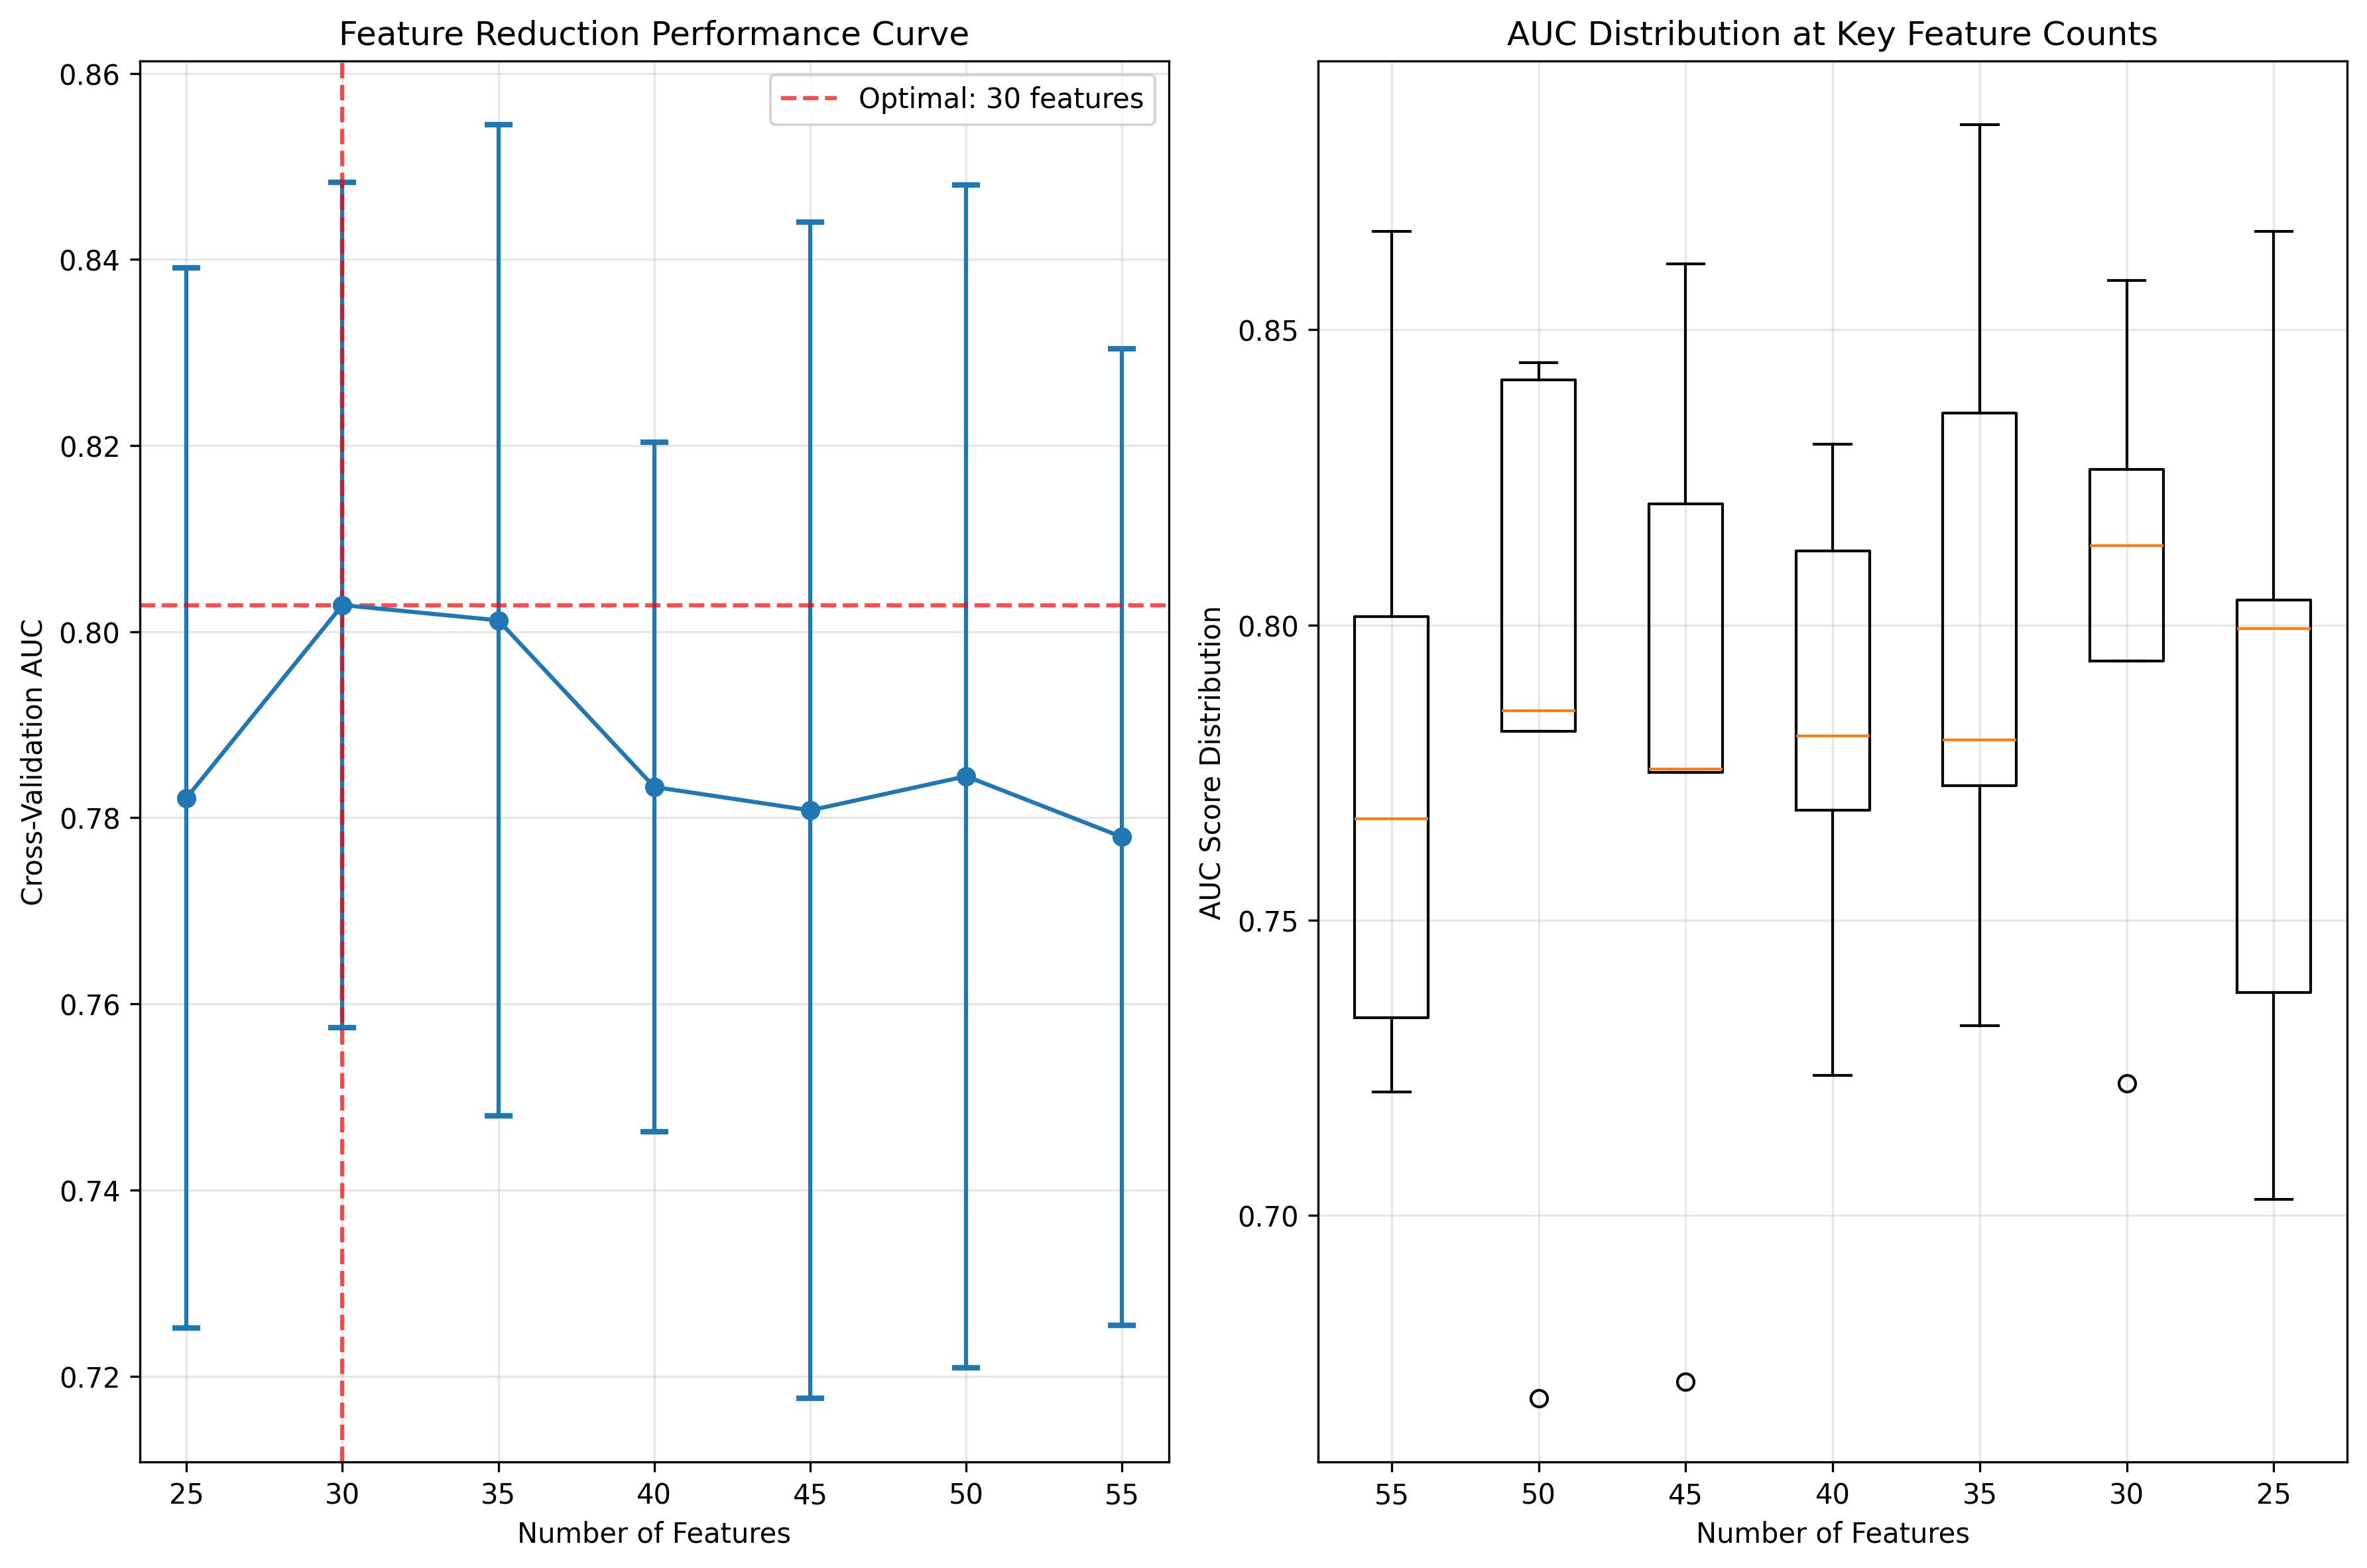 Feature Reduction Performance Curve
Optimal: 30 features
Cross-Validation AUC
0.86
0.84
0.82
0.80
0.78
0.76
0.74
0.72
25 30 35 40 45 50 55
Number of Features
AUC Distribution at Key Feature Counts
AUC Score Distribution
0.85
0.80
0.75
0.70
55 50 45 40 35 30 25
Number of Features